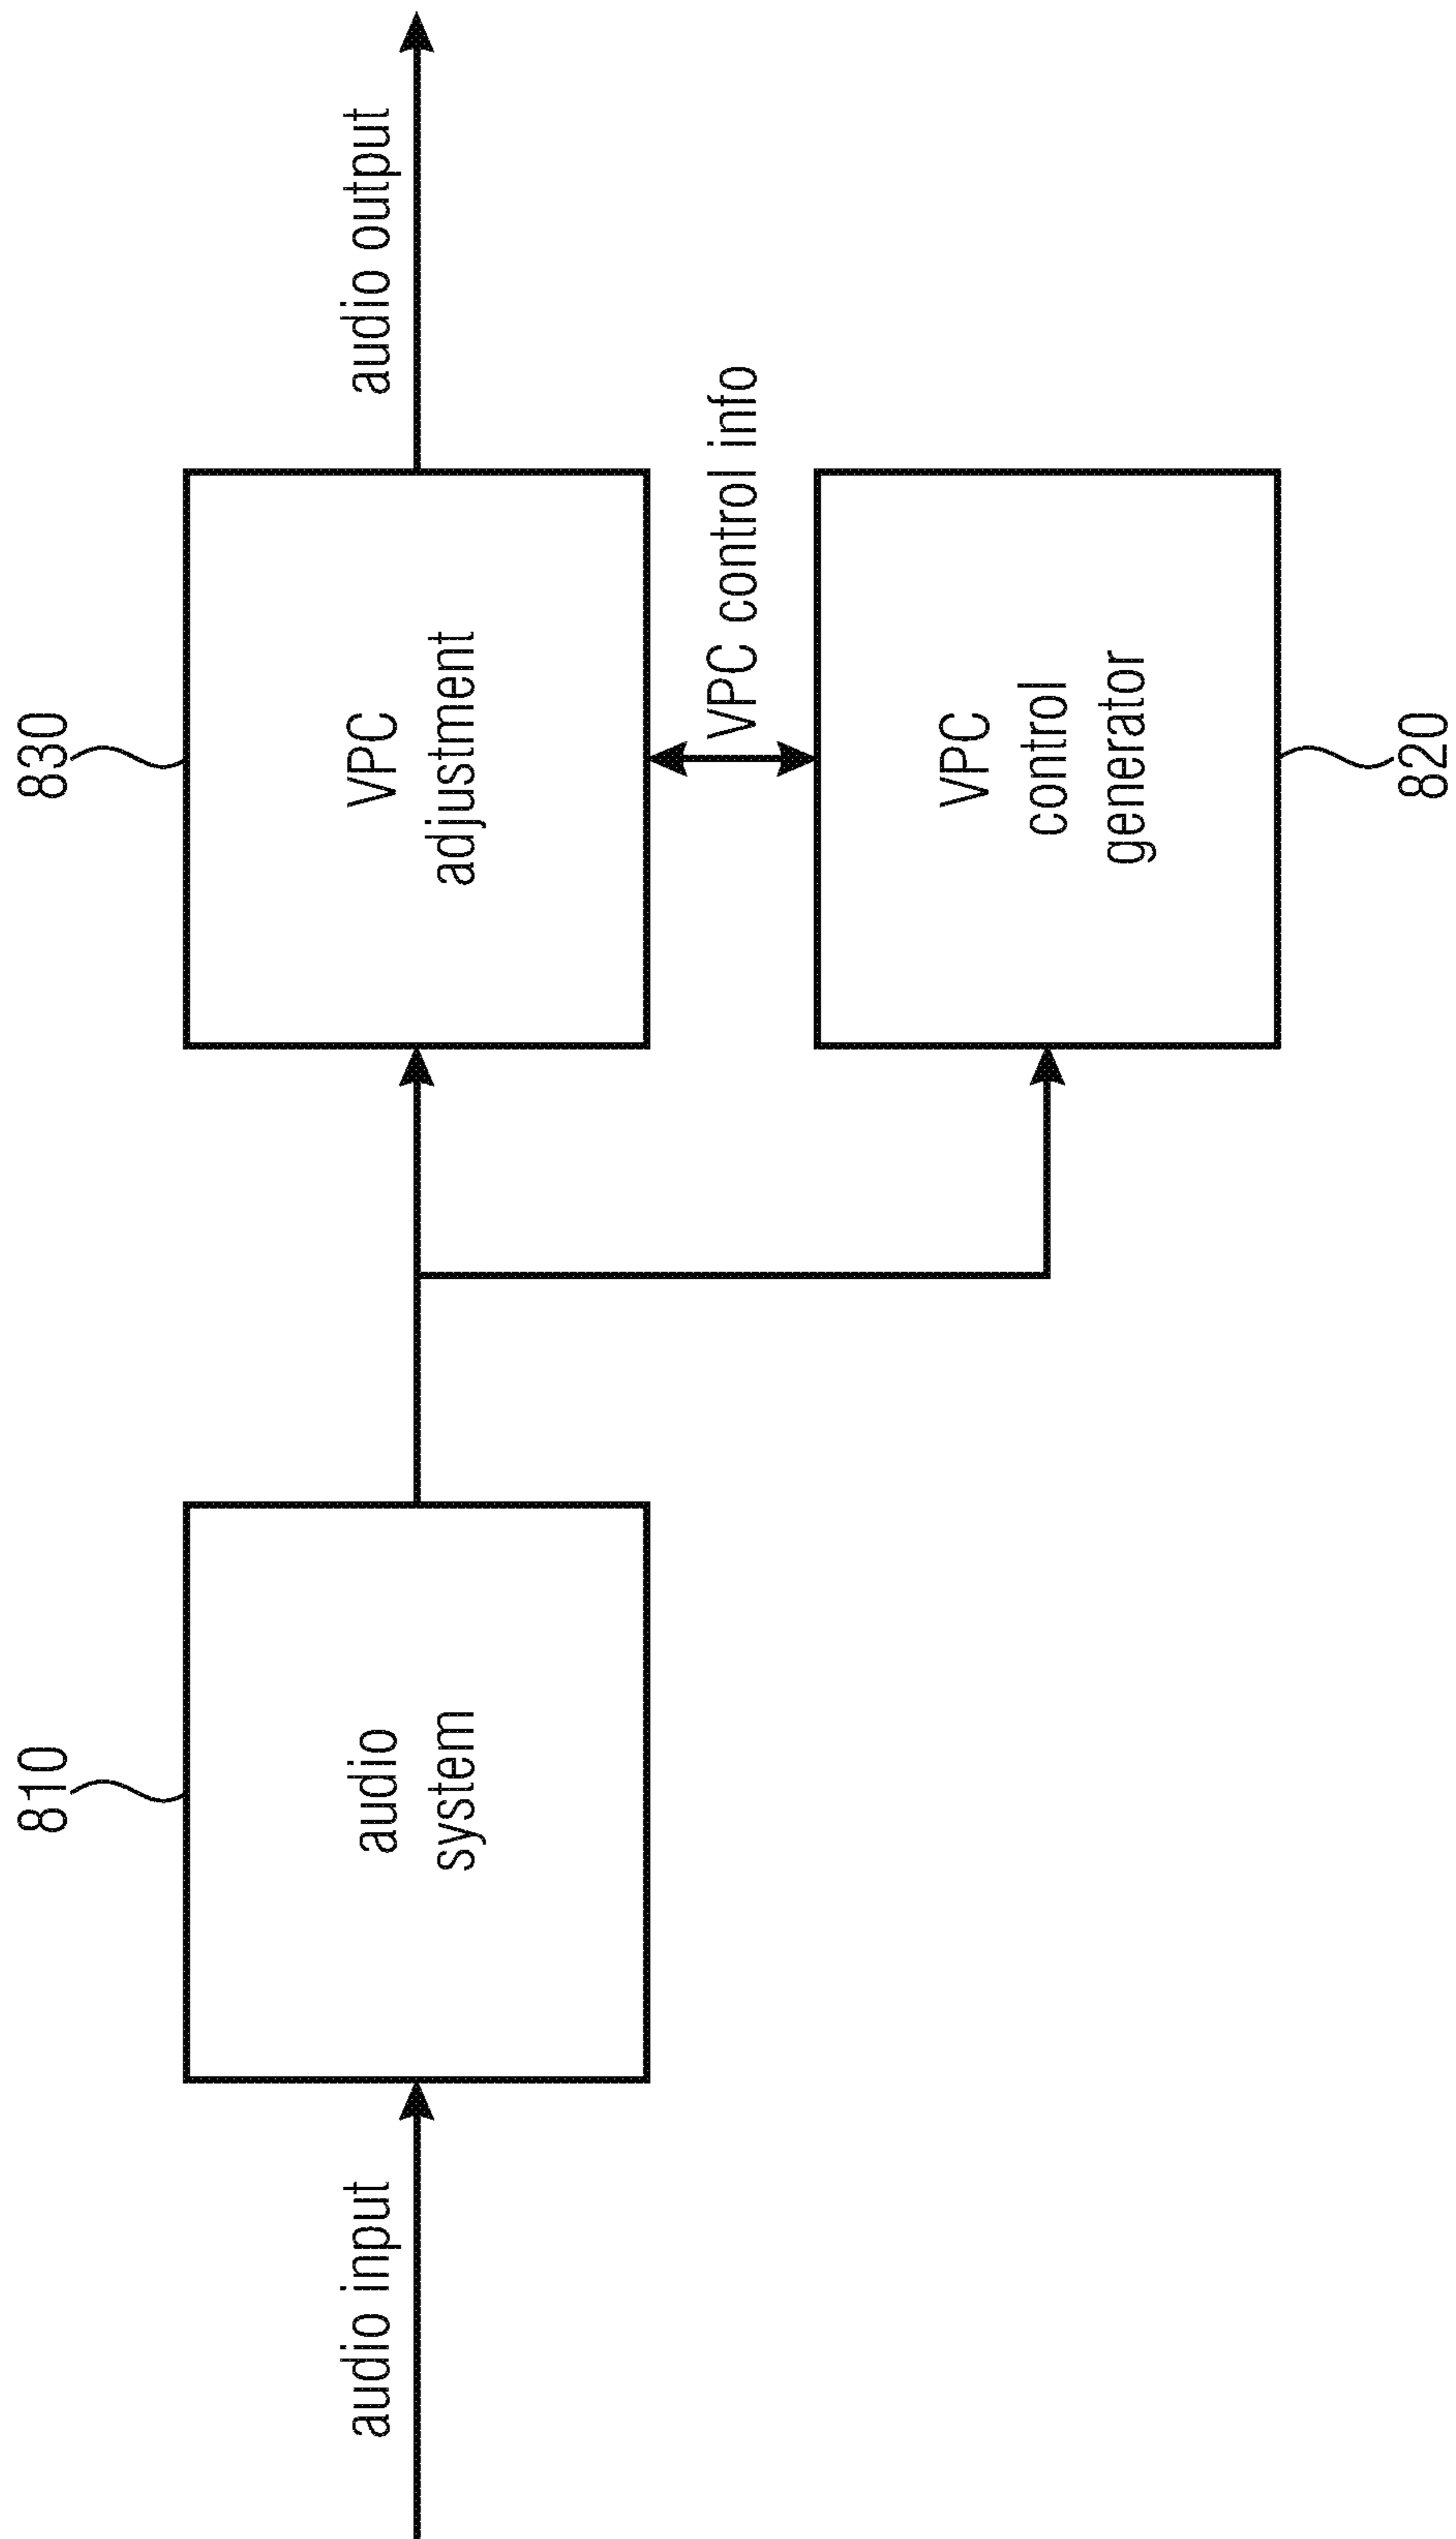 audio input
810
audio
system
830
VPC
adjustment
audio output
VPC control info
VPC
control
generator
820